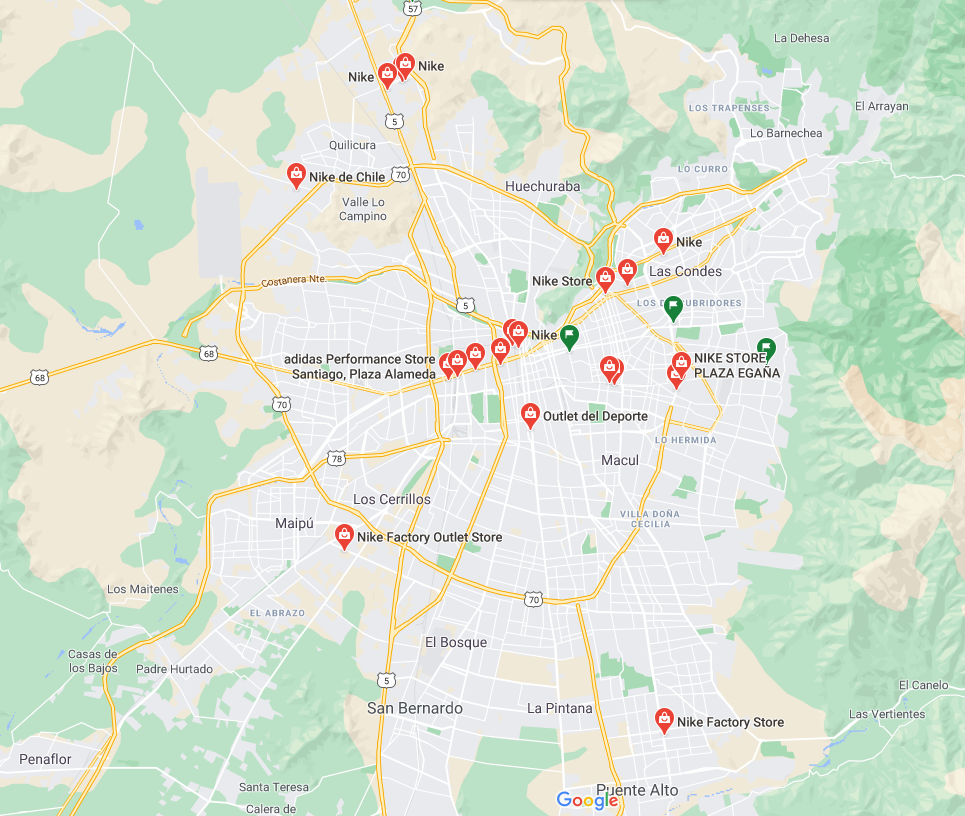 57
La Dehesa
Nike
Nike
LOS TRAPENSES
El Arrayan
5
Lo Barnechea
Quilicura
LO CURRO
Nike de Chile
70
Huechuraba
Valle Lo
Campino
Nike
Las Condes
Costanera Nte.
Nike Store
5
Nike
68
adidas Performance Store
Santiago, Plaza Alameda
NIKE STORE
PLAZA EGAÑA
68
70
Outlet del Deporte
LO HERMIDA
78
Macul
Los Cerrillos
VILLA DOÑA
CECILIA
Maipú
Nike Factory Outlet Store
Los Maitenes
70
EL ABRAZO
El Bosque
Casas de
los Bajos
Padre Hurtado
5
El Canelo
San Bernardo
La Pintana
Nike Factory Store
Las Vertientes
Penaflor
Santa Teresa
Google
Puente Alto
Calera de